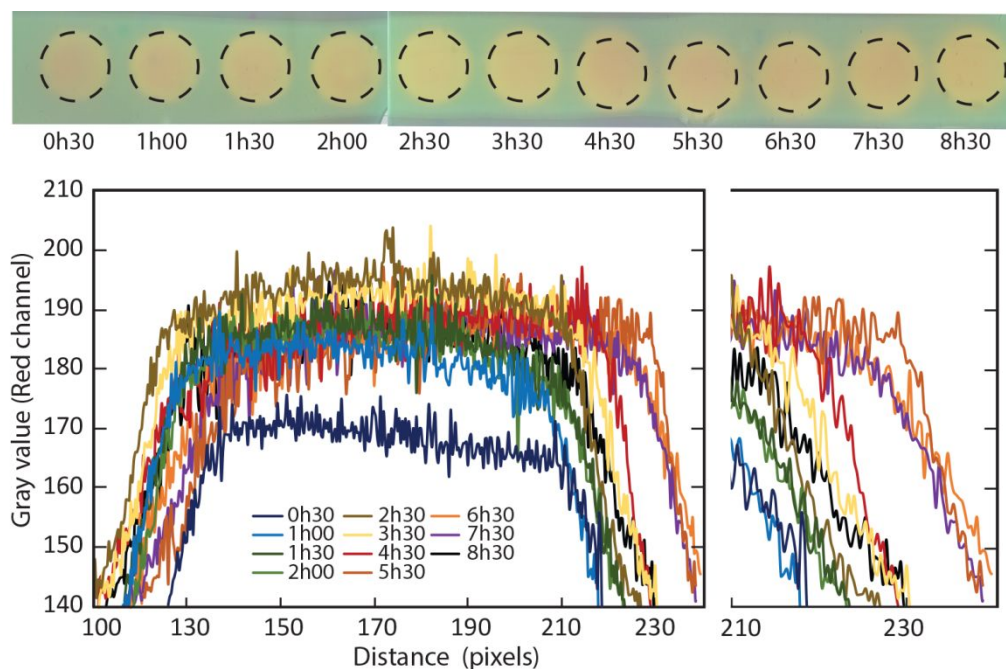 0h30 1h00 1h30 2h00 2h30 3h30 4h30 5h30 6h30 7h30 8h30
210
200
190
180
170
160
150
140
Gray value (Red channel)
0h30 2h30 6h30
1h00 3h30 7h30
1h30 4h30 8h30
2h00 5h30
100 130 150 170 190 210 230 210 230
Distance (pixels)